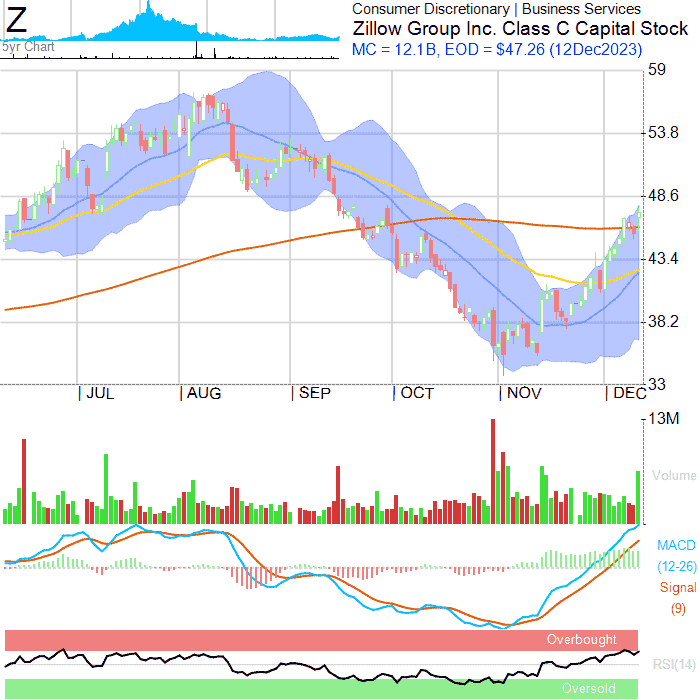 Z
Consumer Discretionary | Business Services
Zillow Group Inc. Class C Capital Stock
MC = 12.1B, EOD = $47.26 (12Dec2023)
5yr Chart
59
53.8
48.6
43.4
38.2
33
| JUL | AUG | SEP | OCT | NOV | DEC
13M
Volume
MACD
(12-26)
Signal
(9)
Overbought
RSI(14)
Oversold